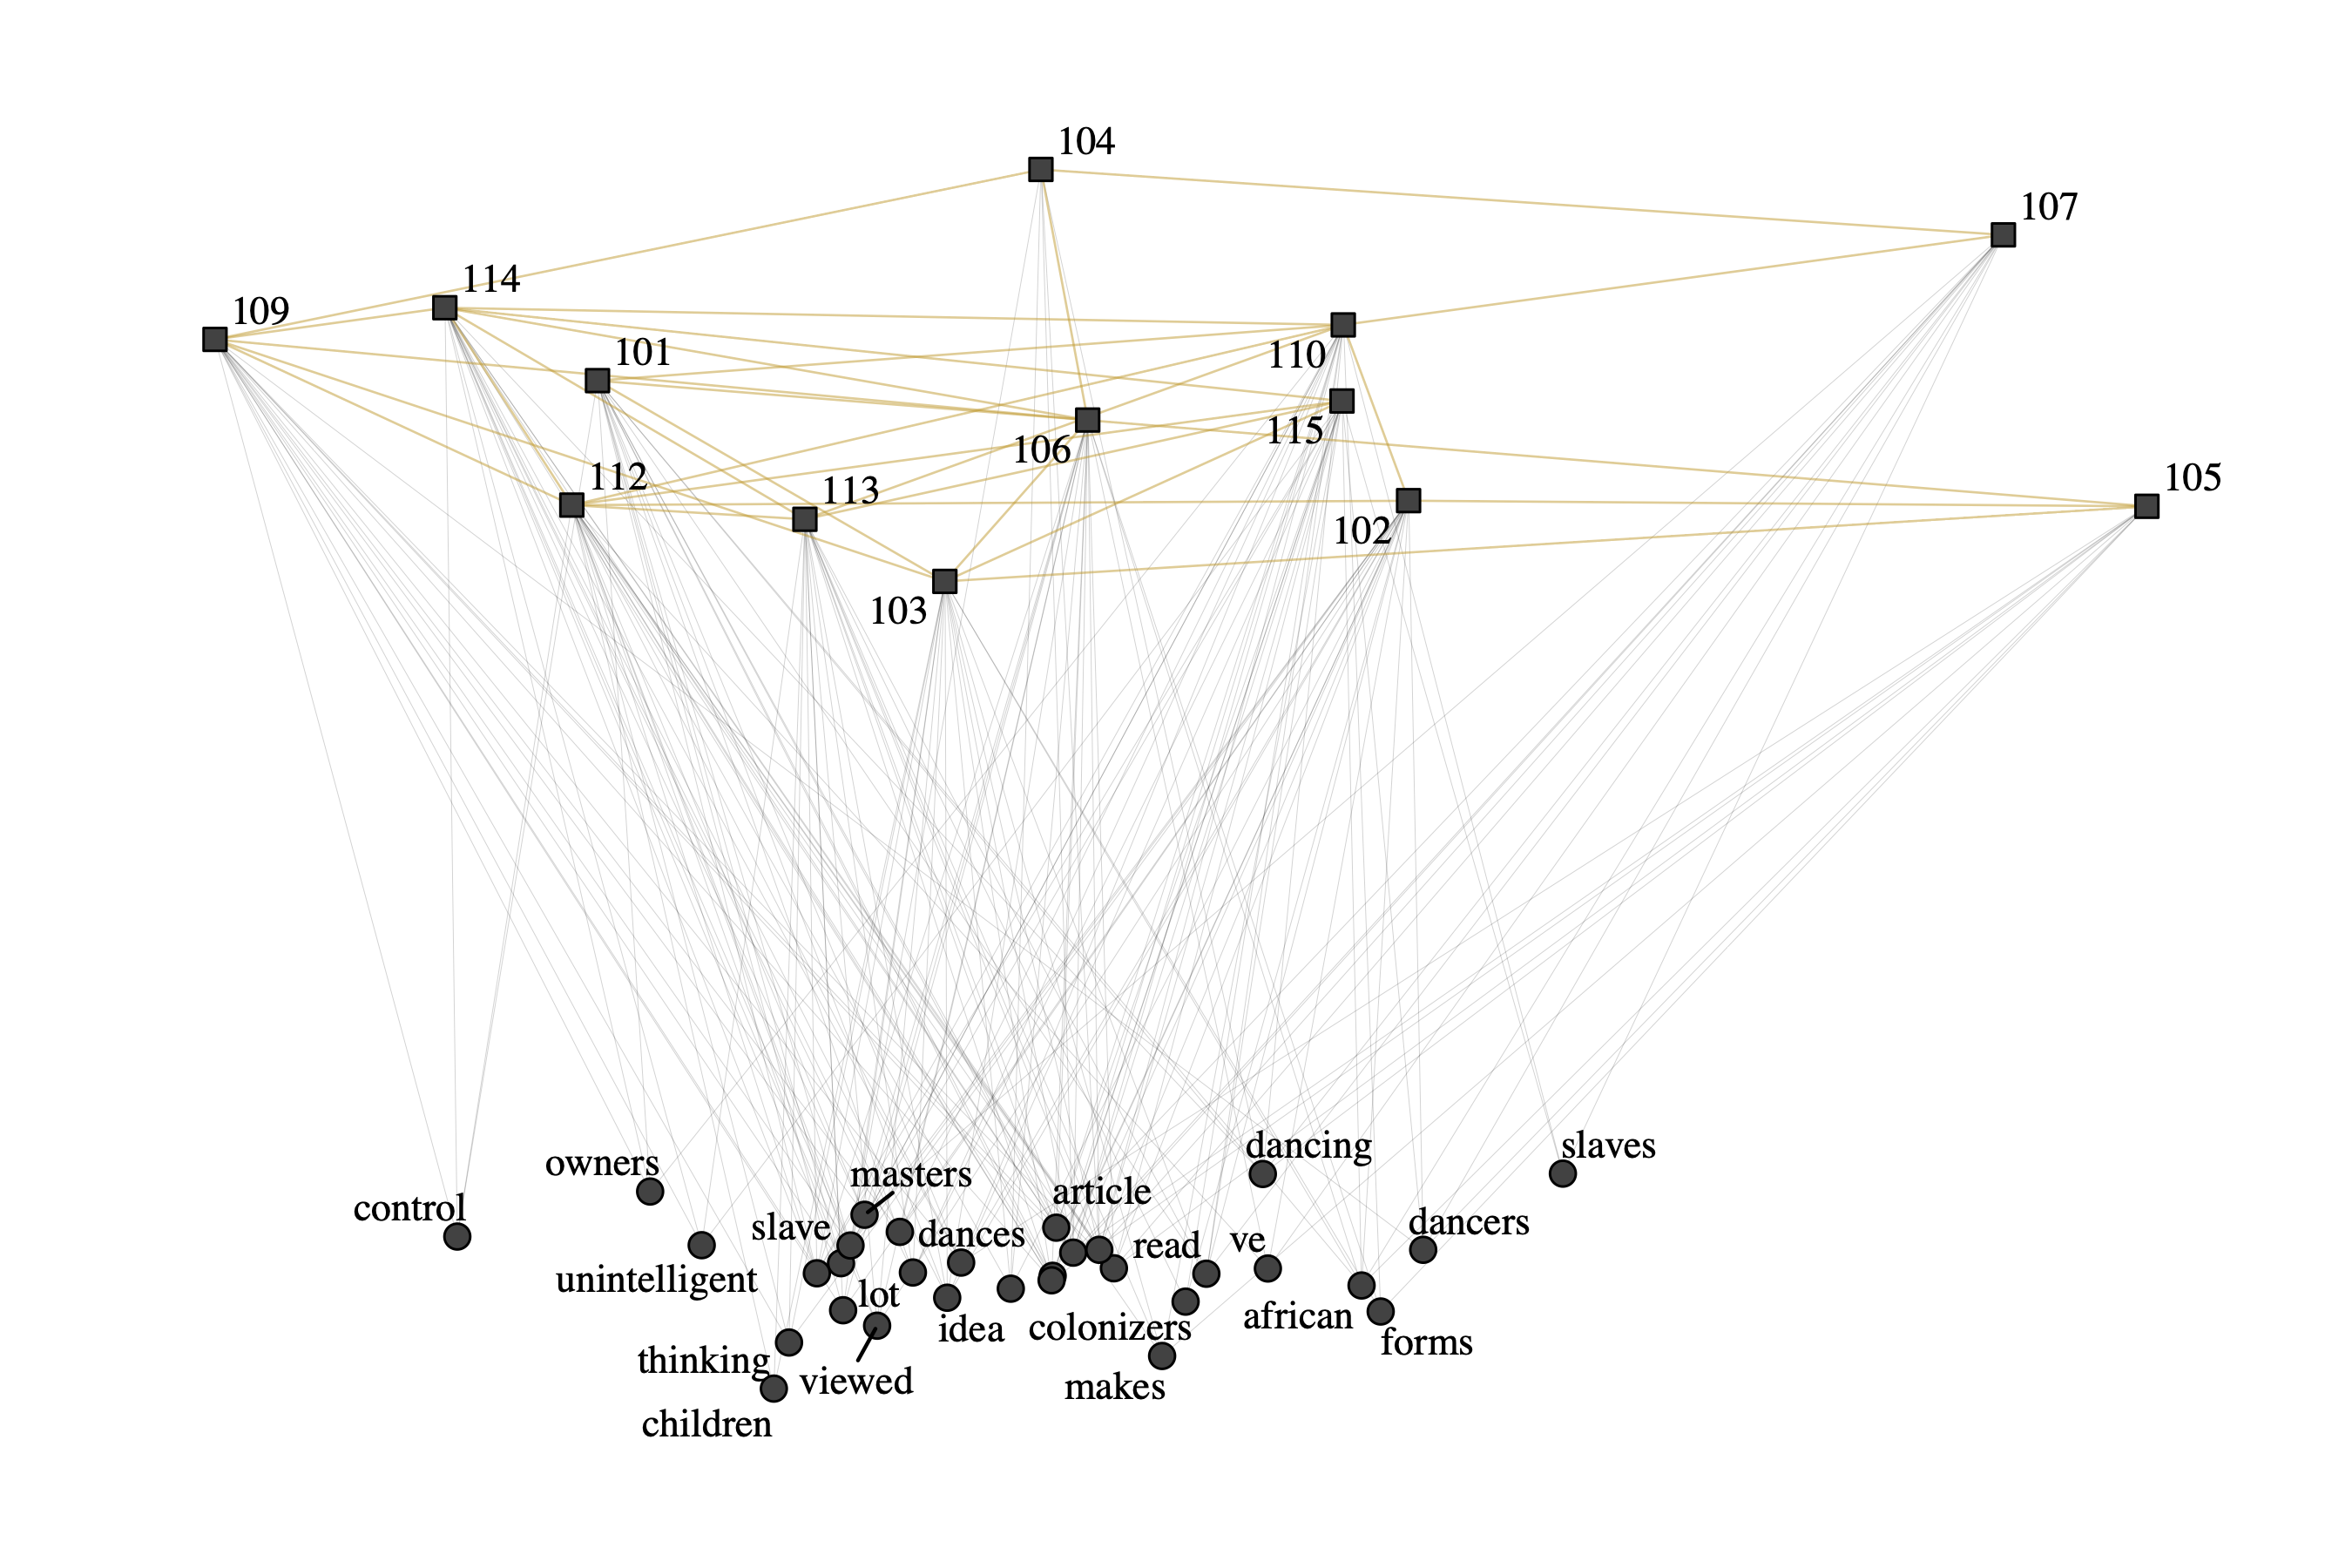 104
107
114
109
101
110
115
106
112
113
105
102
103
dancing
slaves
owners
masters
article
control
slave
dances
dancers
read
ve
unintelligent
lot
idea
colonizers
african
forms
thinking
viewed
makes
children